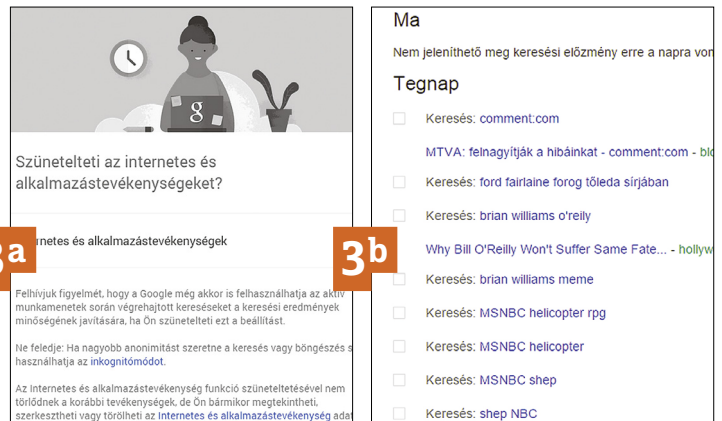 g
Szünetelteti az internetes és
alkalmazástevékenységeket?
3a
rnetes és alkalmazástevékenységek
Felhívjuk figyelmét, hogy a Google még akkor is felhasználhatja az aktív
munkamenetek során végrehajtott kereséseket a keresési eredmények
minőségének javítására, ha Ön szünetelteti ezt a beállítást.
Ne feledje: Ha nagyobb anonimitást szeretne a keresés vagy böngészés s
használhatja az inkognitómódot.
Az Internetes és alkalmazástevékenység funkció szüneteltetésével nem
törlődnek a korábbi tevékenységek, de Ön bármikor megtekintheti,
szerkesztheti vagy törölheti az Internetes és alkalmazástevékenység adat
3b
Ma
Nem jeleníthető meg keresési előzmény erre a napra von
Tegnap
Keresés: comment:com
MTVA: felnagyítják a hibáinkat - comment:com - blo
Keresés: ford fairlaine forog tőleda sírjában
Keresés: brian williams o'reily
Why Bill O'Reilly Won't Suffer Same Fate... - hollyw
Keresés: brian williams meme
Keresés: MSNBC helicopter rpg
Keresés: MSNBC helicopter
Keresés: MSNBC shep
Keresés: shep NBC